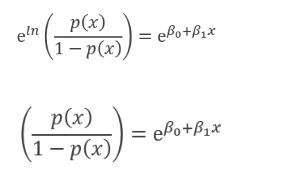 e^{ln(p(x)/(1 − p(x)))} = e^{β₀+β₁x}
(p(x)/(1 − p(x))) = e^{β₀+β₁x}